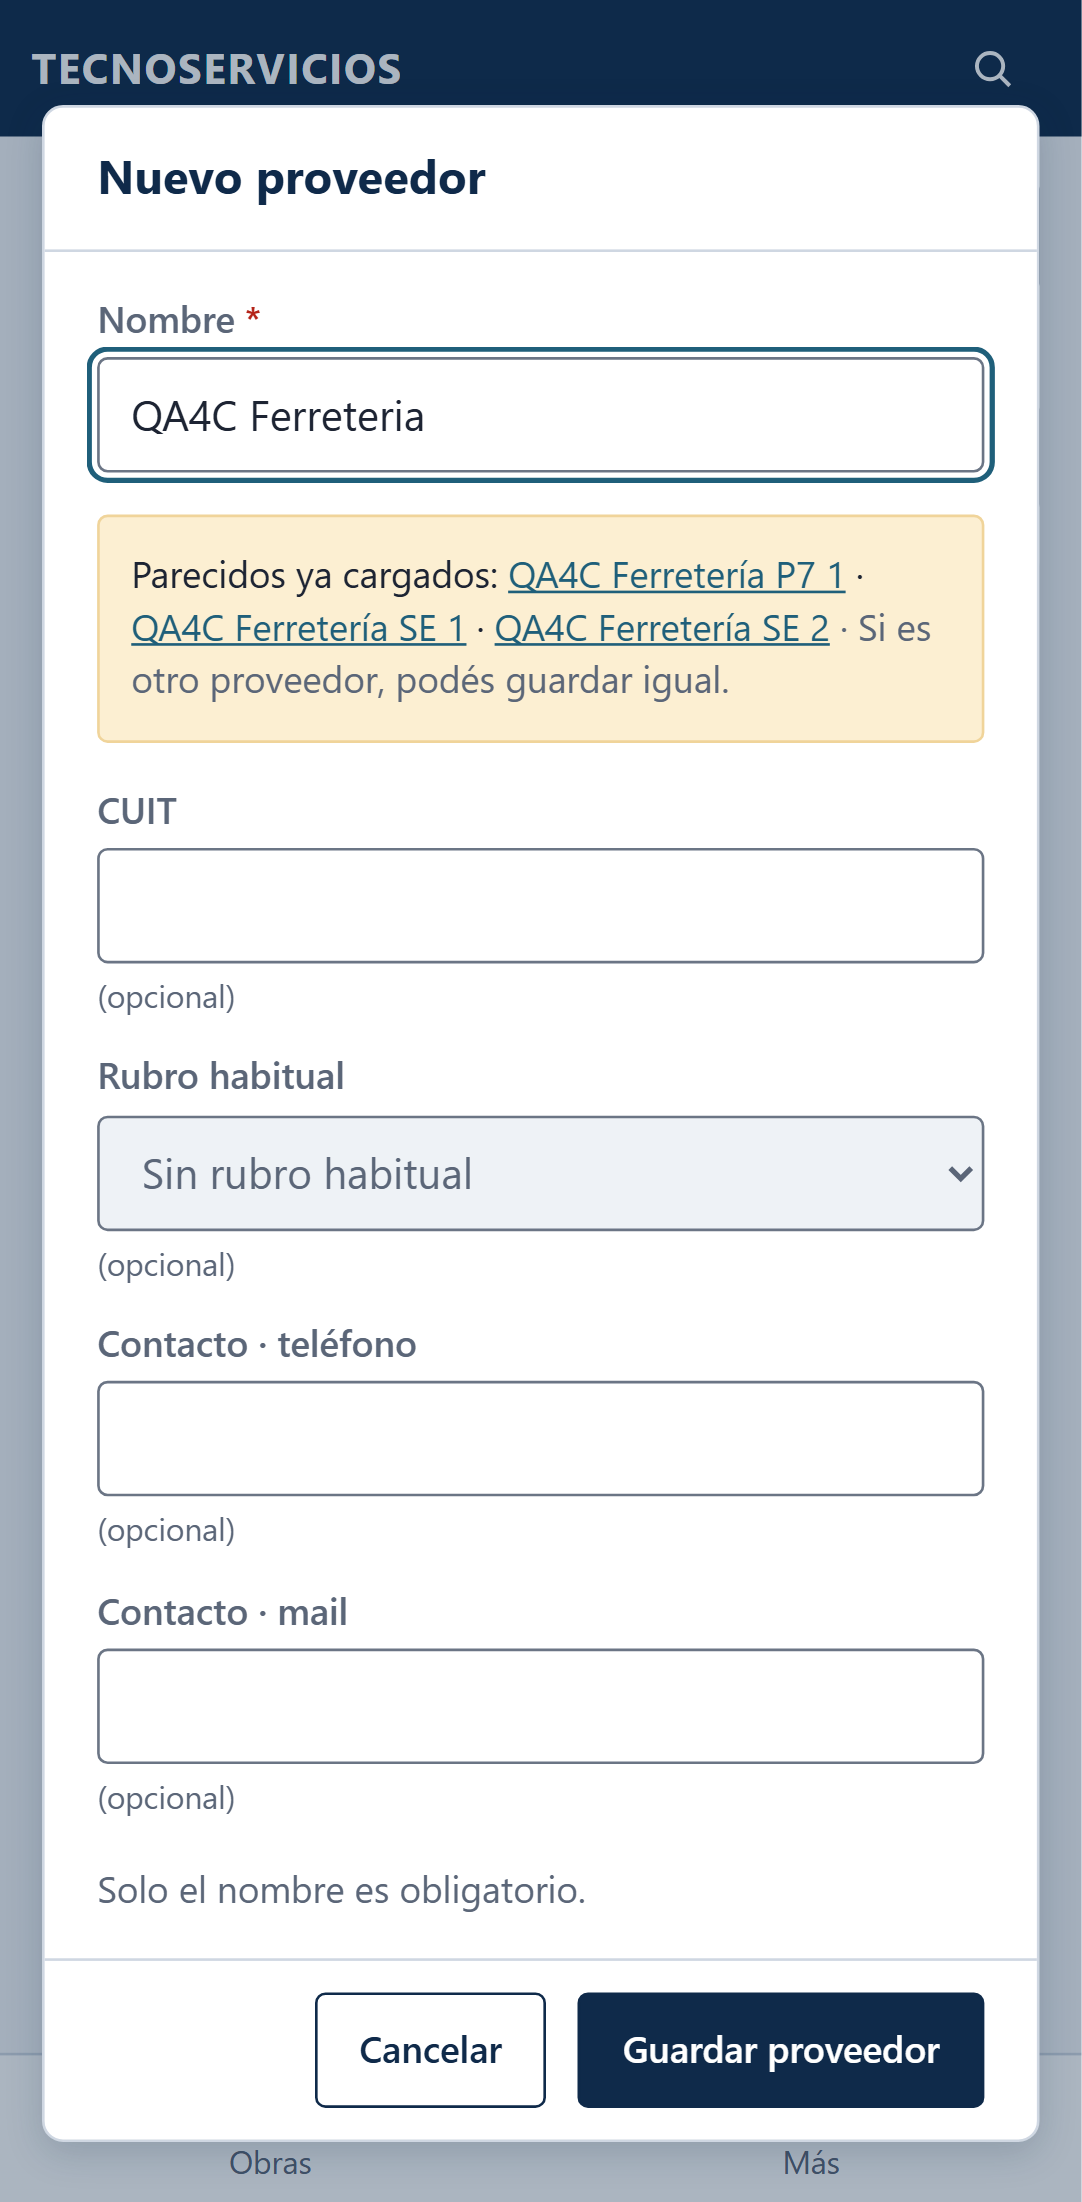 TECNOSERVICIOS
Nuevo proveedor
Nombre *
QA4C Ferreteria
Parecidos ya cargados: QA4C Ferretería P7 1 ·
QA4C Ferretería SE 1 · QA4C Ferretería SE 2 · Si es
otro proveedor, podés guardar igual.
CUIT
(opcional)
Rubro habitual
Sin rubro habitual
(opcional)
Contacto · teléfono
(opcional)
Contacto · mail
(opcional)
Solo el nombre es obligatorio.
Cancelar
Guardar proveedor
Obras
Más